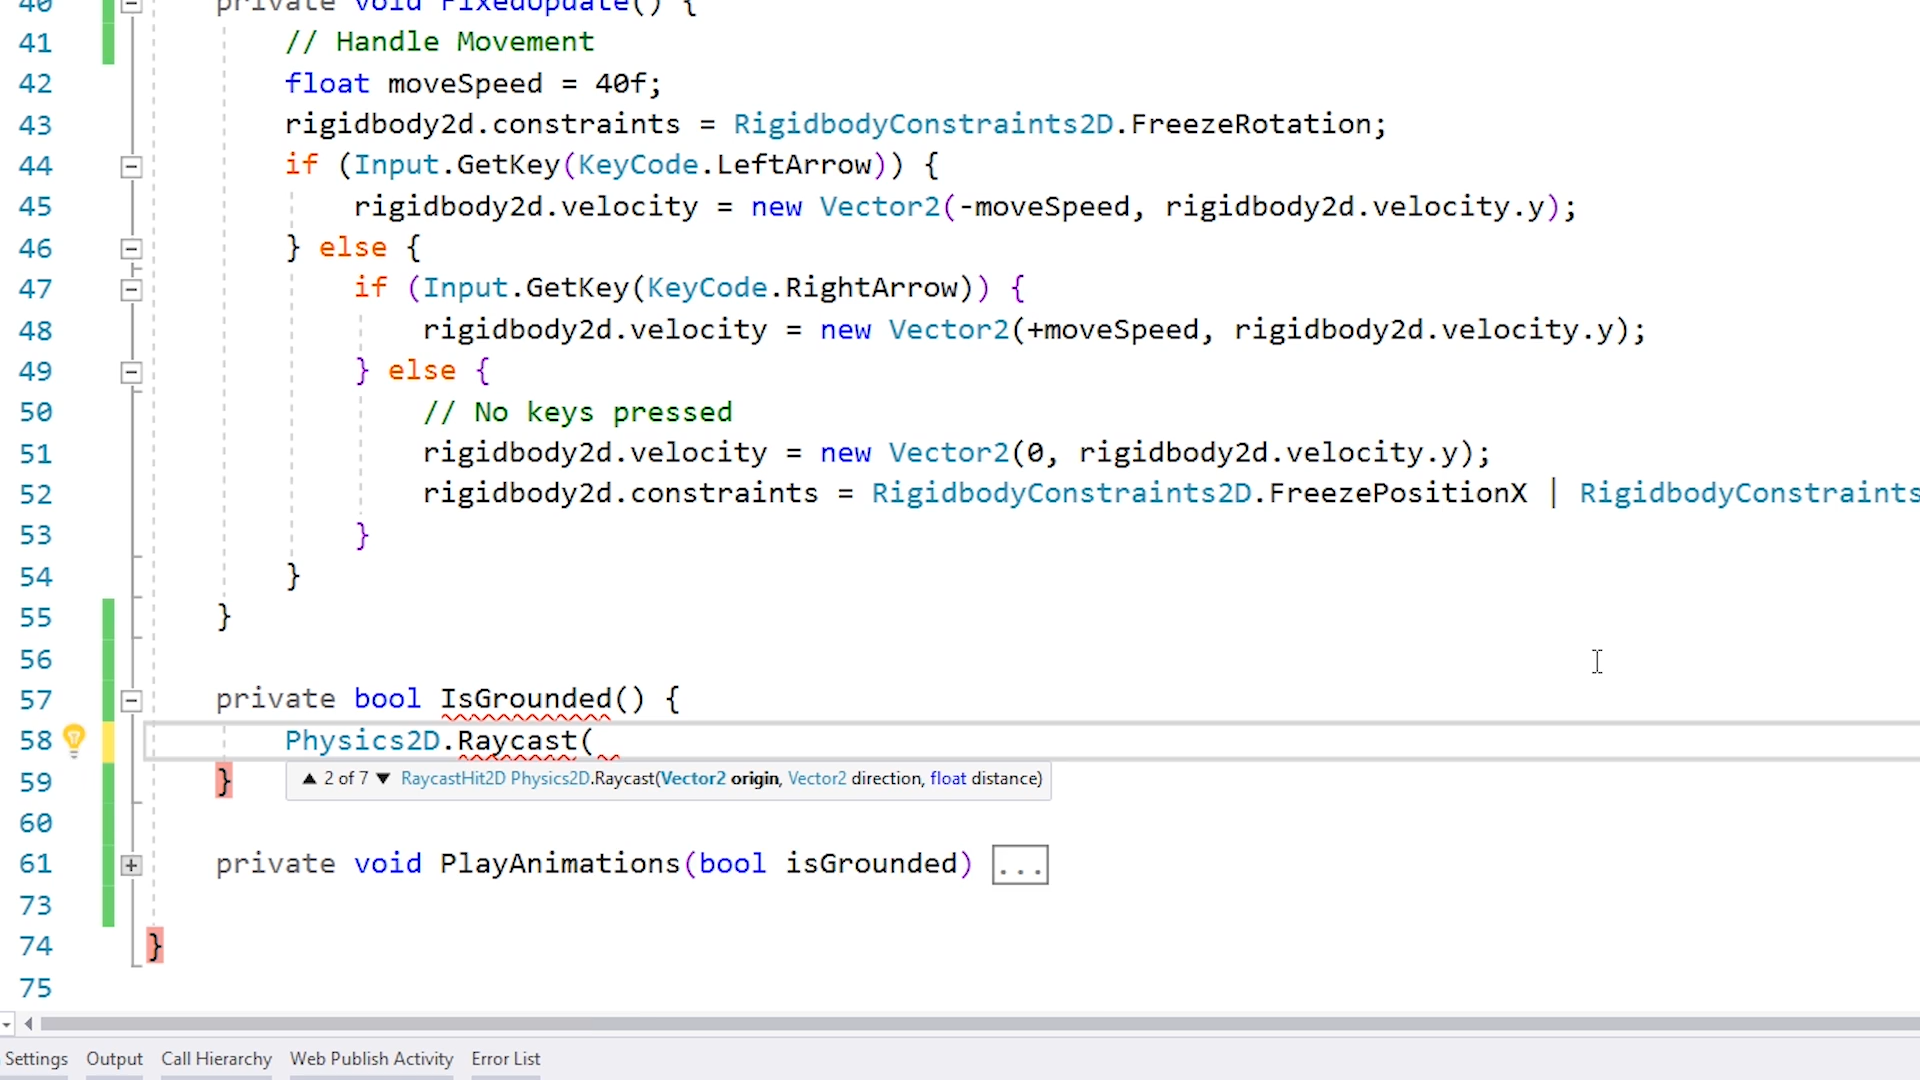 40 private void FixedUpdate() {
41 // Handle Movement
42 float moveSpeed = 40f;
43 rigidbody2d.constraints = RigidbodyConstraints2D.FreezeRotation;
44 if (Input.GetKey(KeyCode.LeftArrow)) {
45 rigidbody2d.velocity = new Vector2(-moveSpeed, rigidbody2d.velocity.y);
46 } else {
47 if (Input.GetKey(KeyCode.RightArrow)) {
48 rigidbody2d.velocity = new Vector2(+moveSpeed, rigidbody2d.velocity.y);
49 } else {
50 // No keys pressed
51 rigidbody2d.velocity = new Vector2(0, rigidbody2d.velocity.y);
52 rigidbody2d.constraints = RigidbodyConstraints2D.FreezePositionX | RigidbodyConstraints
53 }
54 }
55 }
56
57 private bool IsGrounded() {
58 Physics2D.Raycast(
59 }
▲ 2 of 7 ▼ RaycastHit2D Physics2D.Raycast(Vector2 origin, Vector2 direction, float distance)
60
61 private void PlayAnimations(bool isGrounded) ...
73
74 }
75
Settings Output Call Hierarchy Web Publish Activity Error List